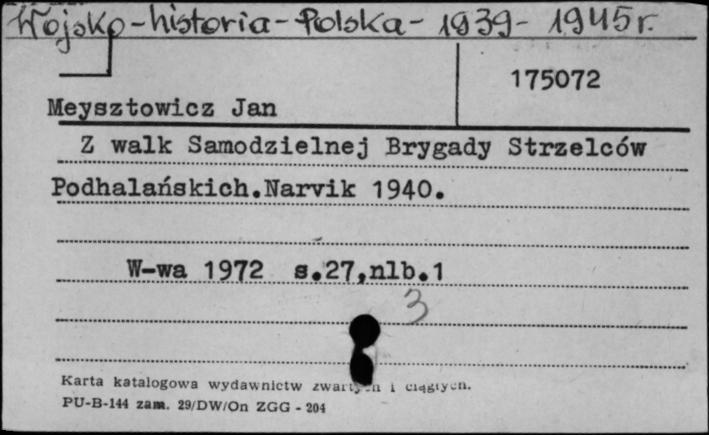 Wojsko-historia-Polska-1939-1945r.
175072
Meysztowicz Jan
Z walk Samodzielnej Brygady Strzelców
Podhalańskich.Narvik 1940.
W-wa 1972 s.27,nlb.1
3
Karta katalogowa wydawnictw zwartych i ciągłych.
PU-B-144 zam. 29/DW/On ZGG - 204